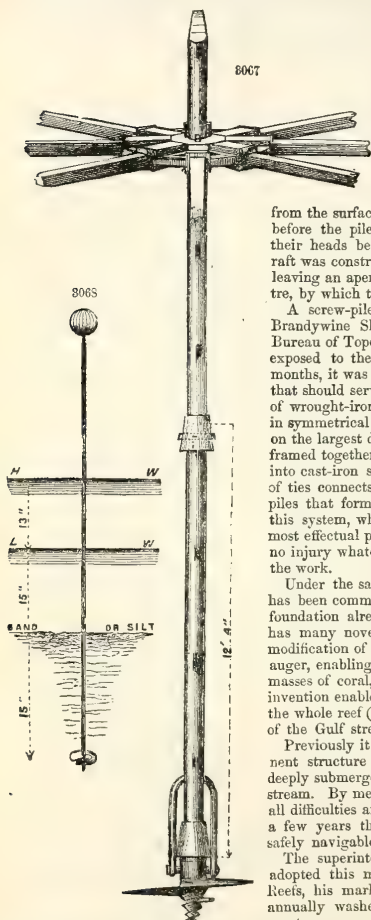 8067
8068
H W
13"
L W
15"
SAND OR SILT
15"
12' 4"
from the surfac
before the pile
their heads be
raft was constr
leaving an aper
tre, by which t
A screw-pile
Brandywine Sh
Bureau of Topo
exposed to the
months, it was
that should serv
of wrought-iron
in symmetrical
on the largest d
framed together
into cast-iron s
of ties connects
piles that form
this system, wh
most effectual p
no injury whate
the work.
Under the sa
has been comm
foundation alre
has many nove
modification of
auger, enabling
masses of coral,
invention enable
the whole reef (
of the Gulf stre
Previously it
nent structure
deeply submerge
stream. By me
all difficulties a
a few years th
safely navigable
The superinte
adopted this m
Reefs, his mark
annually washe